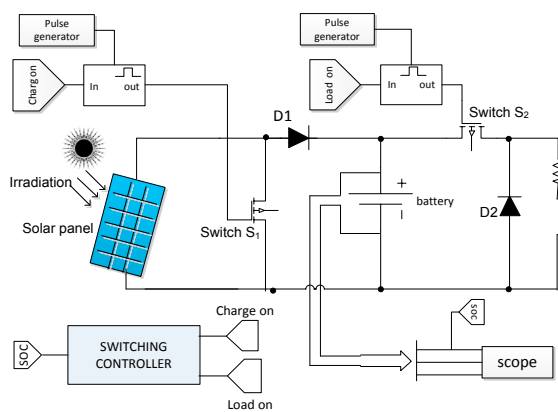 Pulse
generator
Charg on
In
out
Pulse
generator
Load on
In
out
Switch S₂
D1
Irradiation
Solar panel
Switch S₁
+
battery
D2
SOC
SWITCHING
CONTROLLER
Charge on
Load on
soc
scope